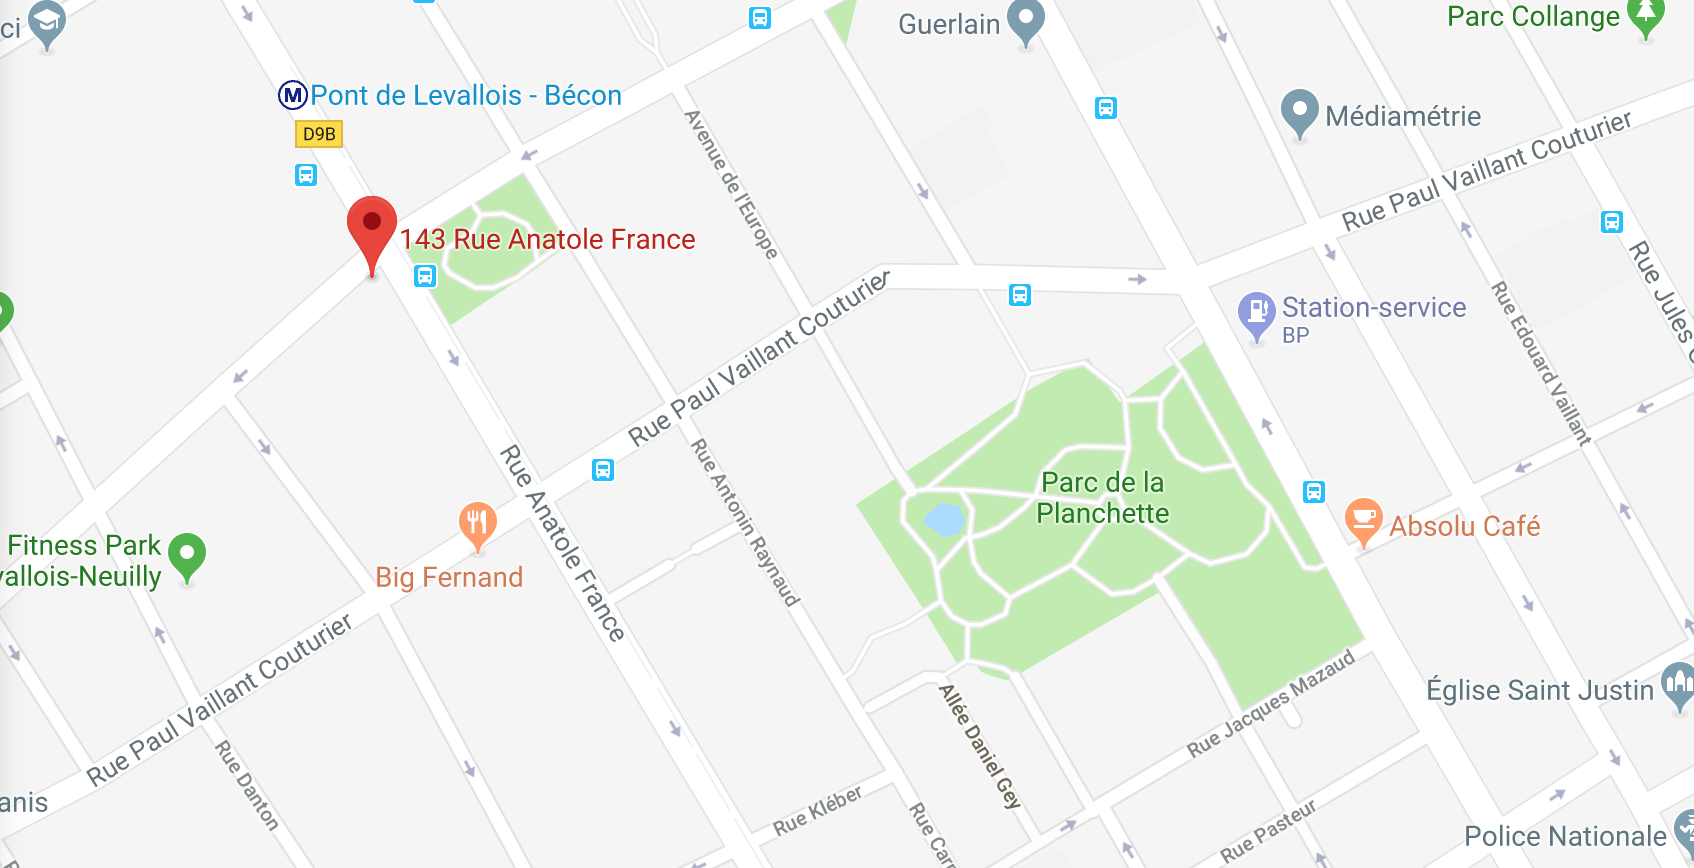 ci
Guerlain
Parc Collange
Pont de Levallois - Bécon
M
D9B
Médiamétrie
Avenue de l'Europe
Rue Paul Vaillant Couturier
143 Rue Anatole France
Rue Jules
Station-service
BP
Rue Paul Vaillant Couturier
Rue Edouard Vaillant
Rue Anatole France
Rue Antonin Raynaud
Parc de la
Planchette
Absolu Café
Fitness Park
vallois-Neuilly
Big Fernand
Rue Paul Vaillant Couturier
Rue Danton
Allée Daniel Gey
Rue Jacques Mazaud
Église Saint Justin
anis
Rue Kléber
Rue Carn
Rue Pasteur
Police Nationale